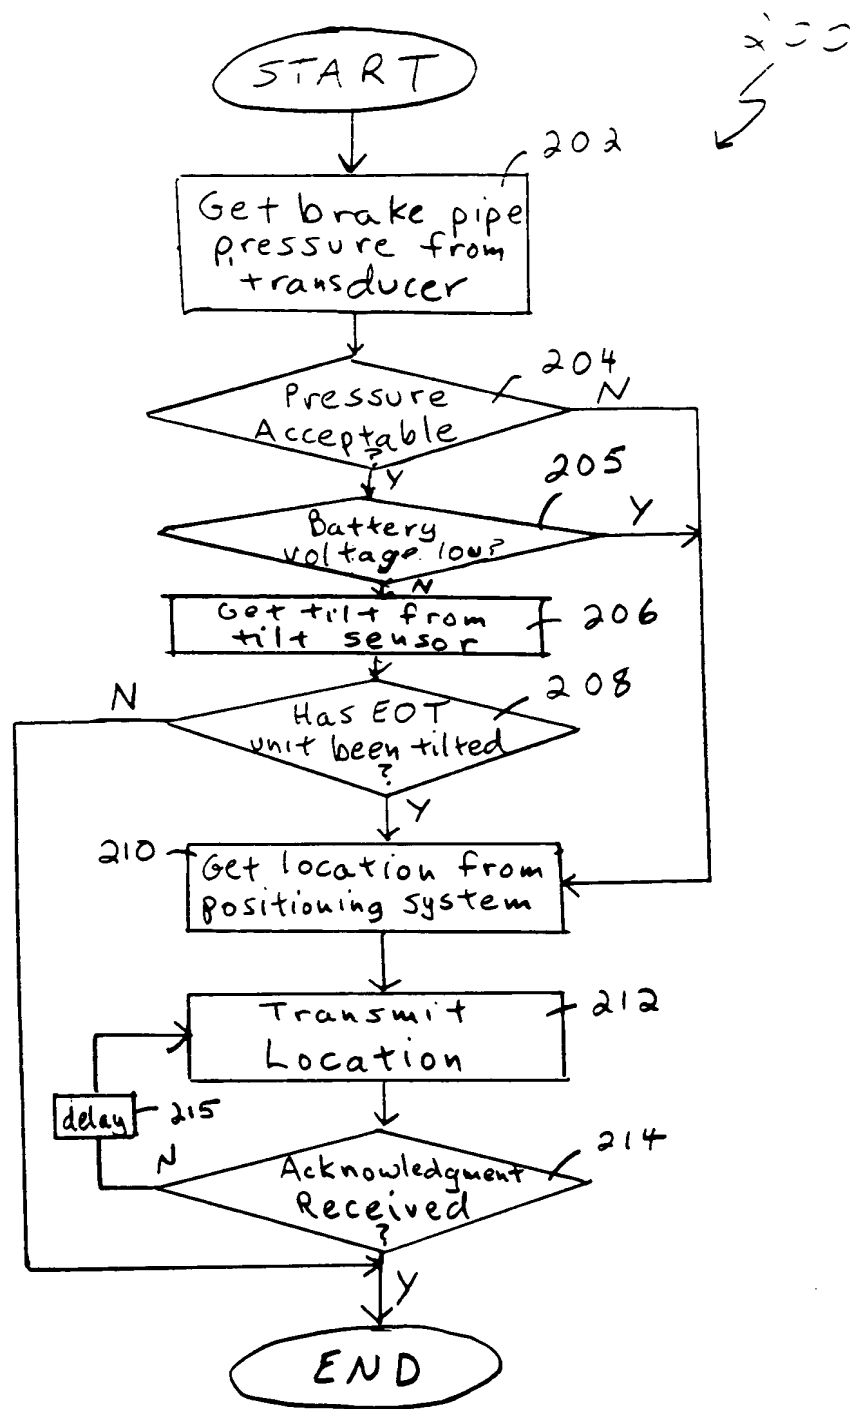 START
200
202
Get brake pipe
pressure from
transducer
204
Pressure
Acceptable
?
N
Y
205
Battery
voltage low?
Y
N
Get tilt from
tilt sensor
206
208
Has EOT
unit been tilted
?
N
Y
210
Get location from
positioning system
Transmit
Location
212
delay
215
214
N
Acknowledgment
Received
?
Y
END